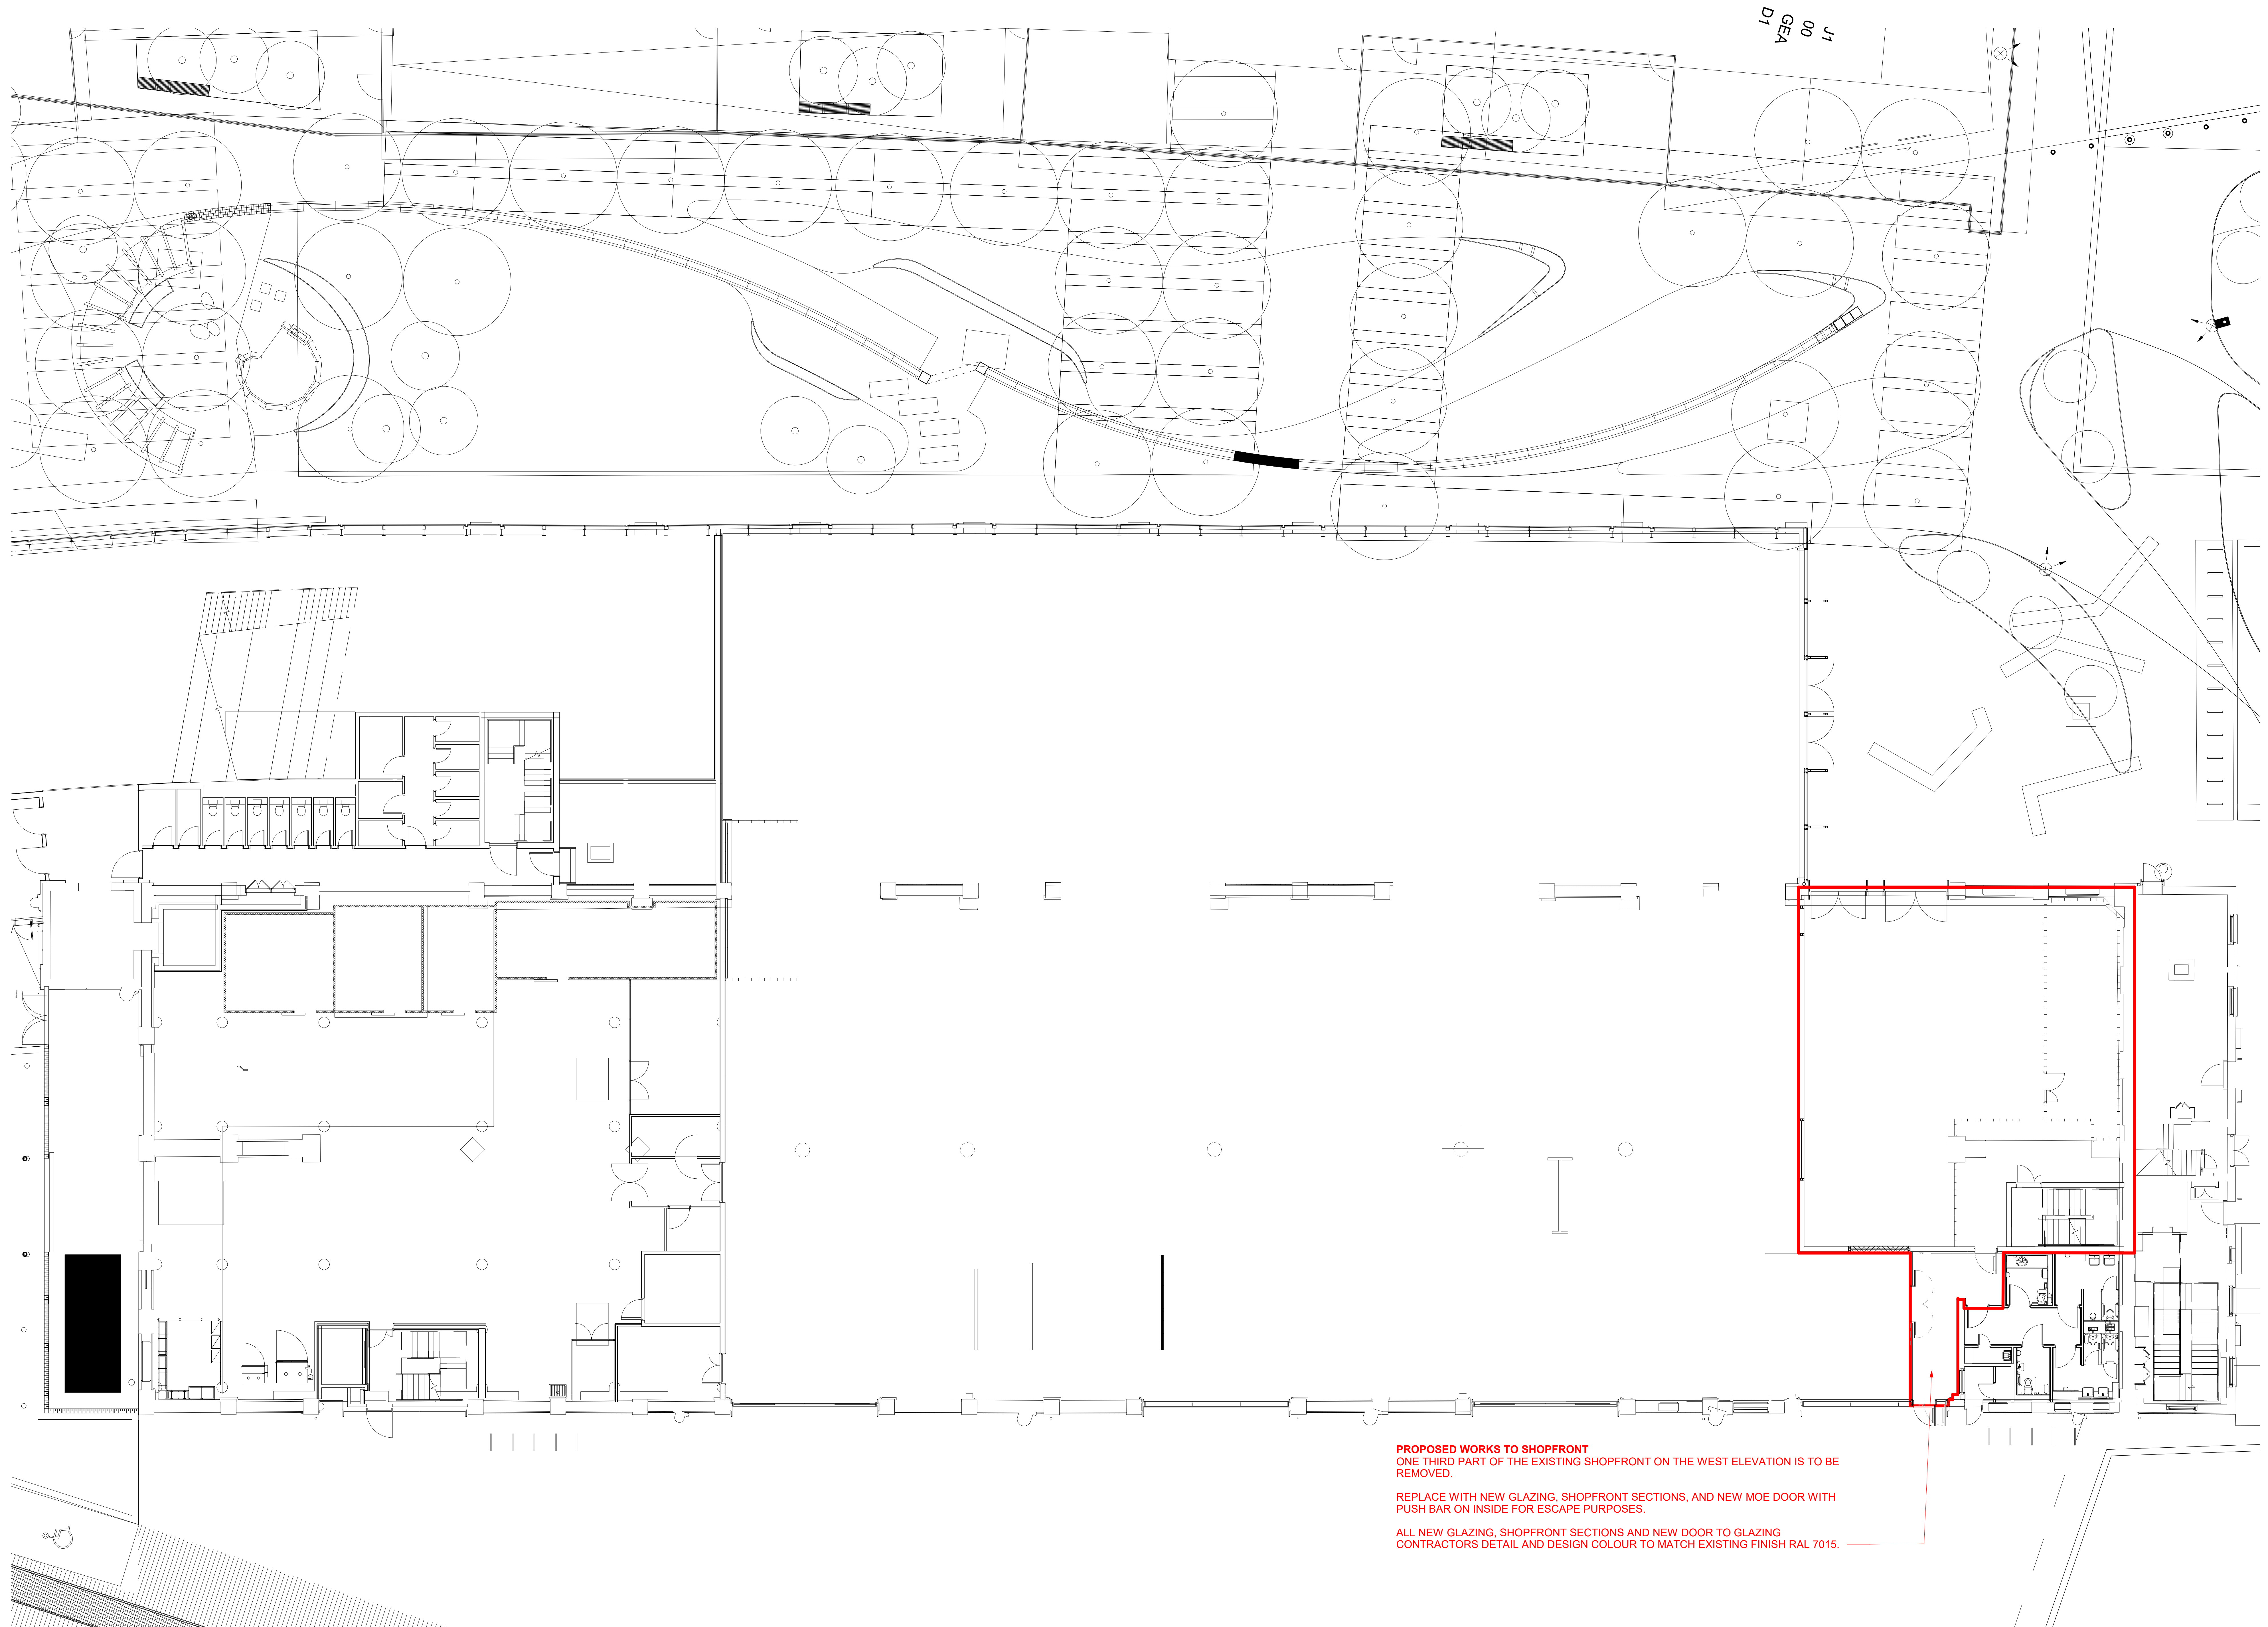 J1
00
GEA
D1
PROPOSED WORKS TO SHOPFRONT
ONE THIRD PART OF THE EXISTING SHOPFRONT ON THE WEST ELEVATION IS TO BE
REMOVED.
REPLACE WITH NEW GLAZING, SHOPFRONT SECTIONS, AND NEW MOE DOOR WITH
PUSH BAR ON INSIDE FOR ESCAPE PURPOSES.
ALL NEW GLAZING, SHOPFRONT SECTIONS AND NEW DOOR TO GLAZING
CONTRACTORS DETAIL AND DESIGN COLOUR TO MATCH EXISTING FINISH RAL 7015.